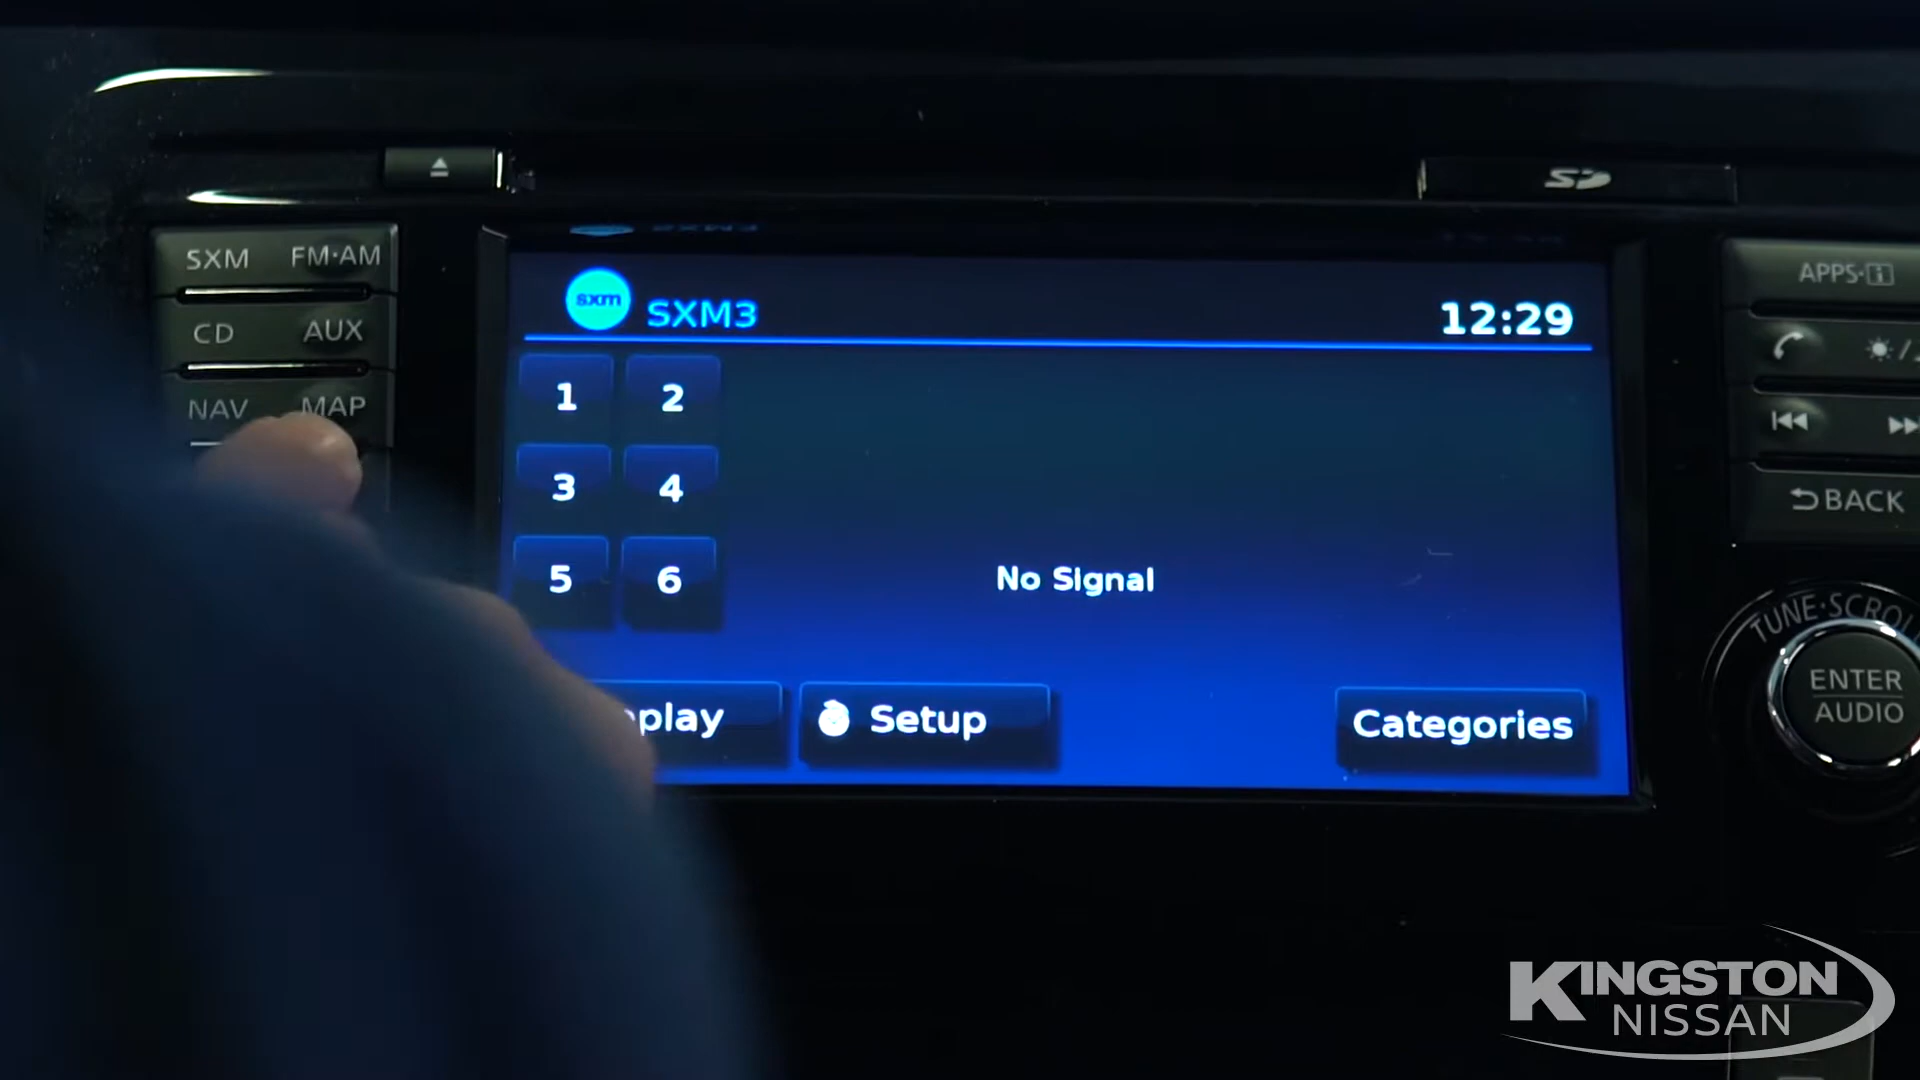 SXM FM·AM
CD AUX
NAV MAP
sxm SXM3
12:29
1 2
3 4
5 6
No Signal
Setup
Categories
APPS·i
BACK
TUNE·SCROLL
ENTER
AUDIO
KINGSTON
NISSAN